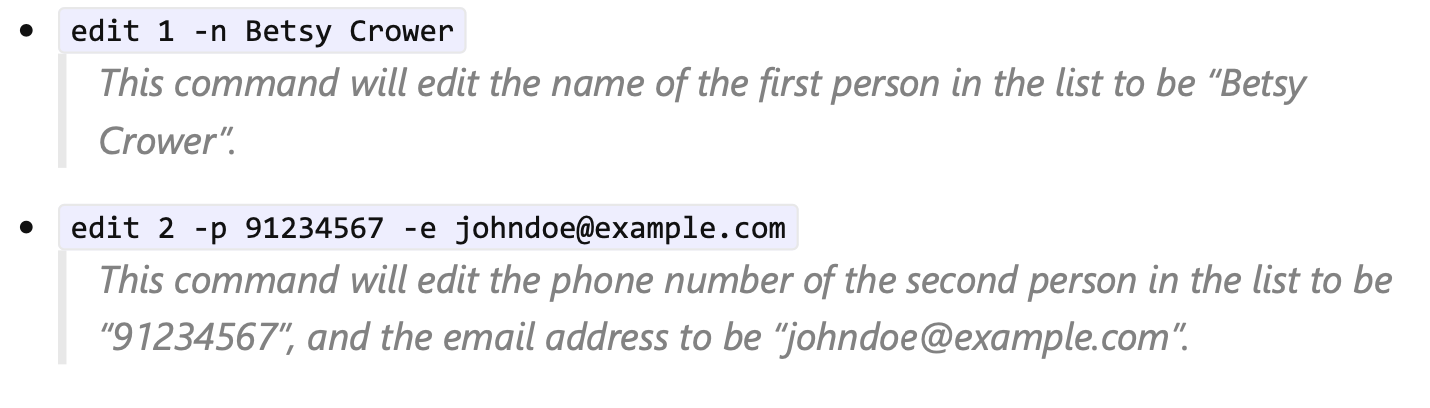 edit 1 -n Betsy Crower
This command will edit the name of the first person in the list to be “Betsy
Crower”.
edit 2 -p 91234567 -e johndoe@example.com
This command will edit the phone number of the second person in the list to be
“91234567”, and the email address to be “johndoe@example.com”.